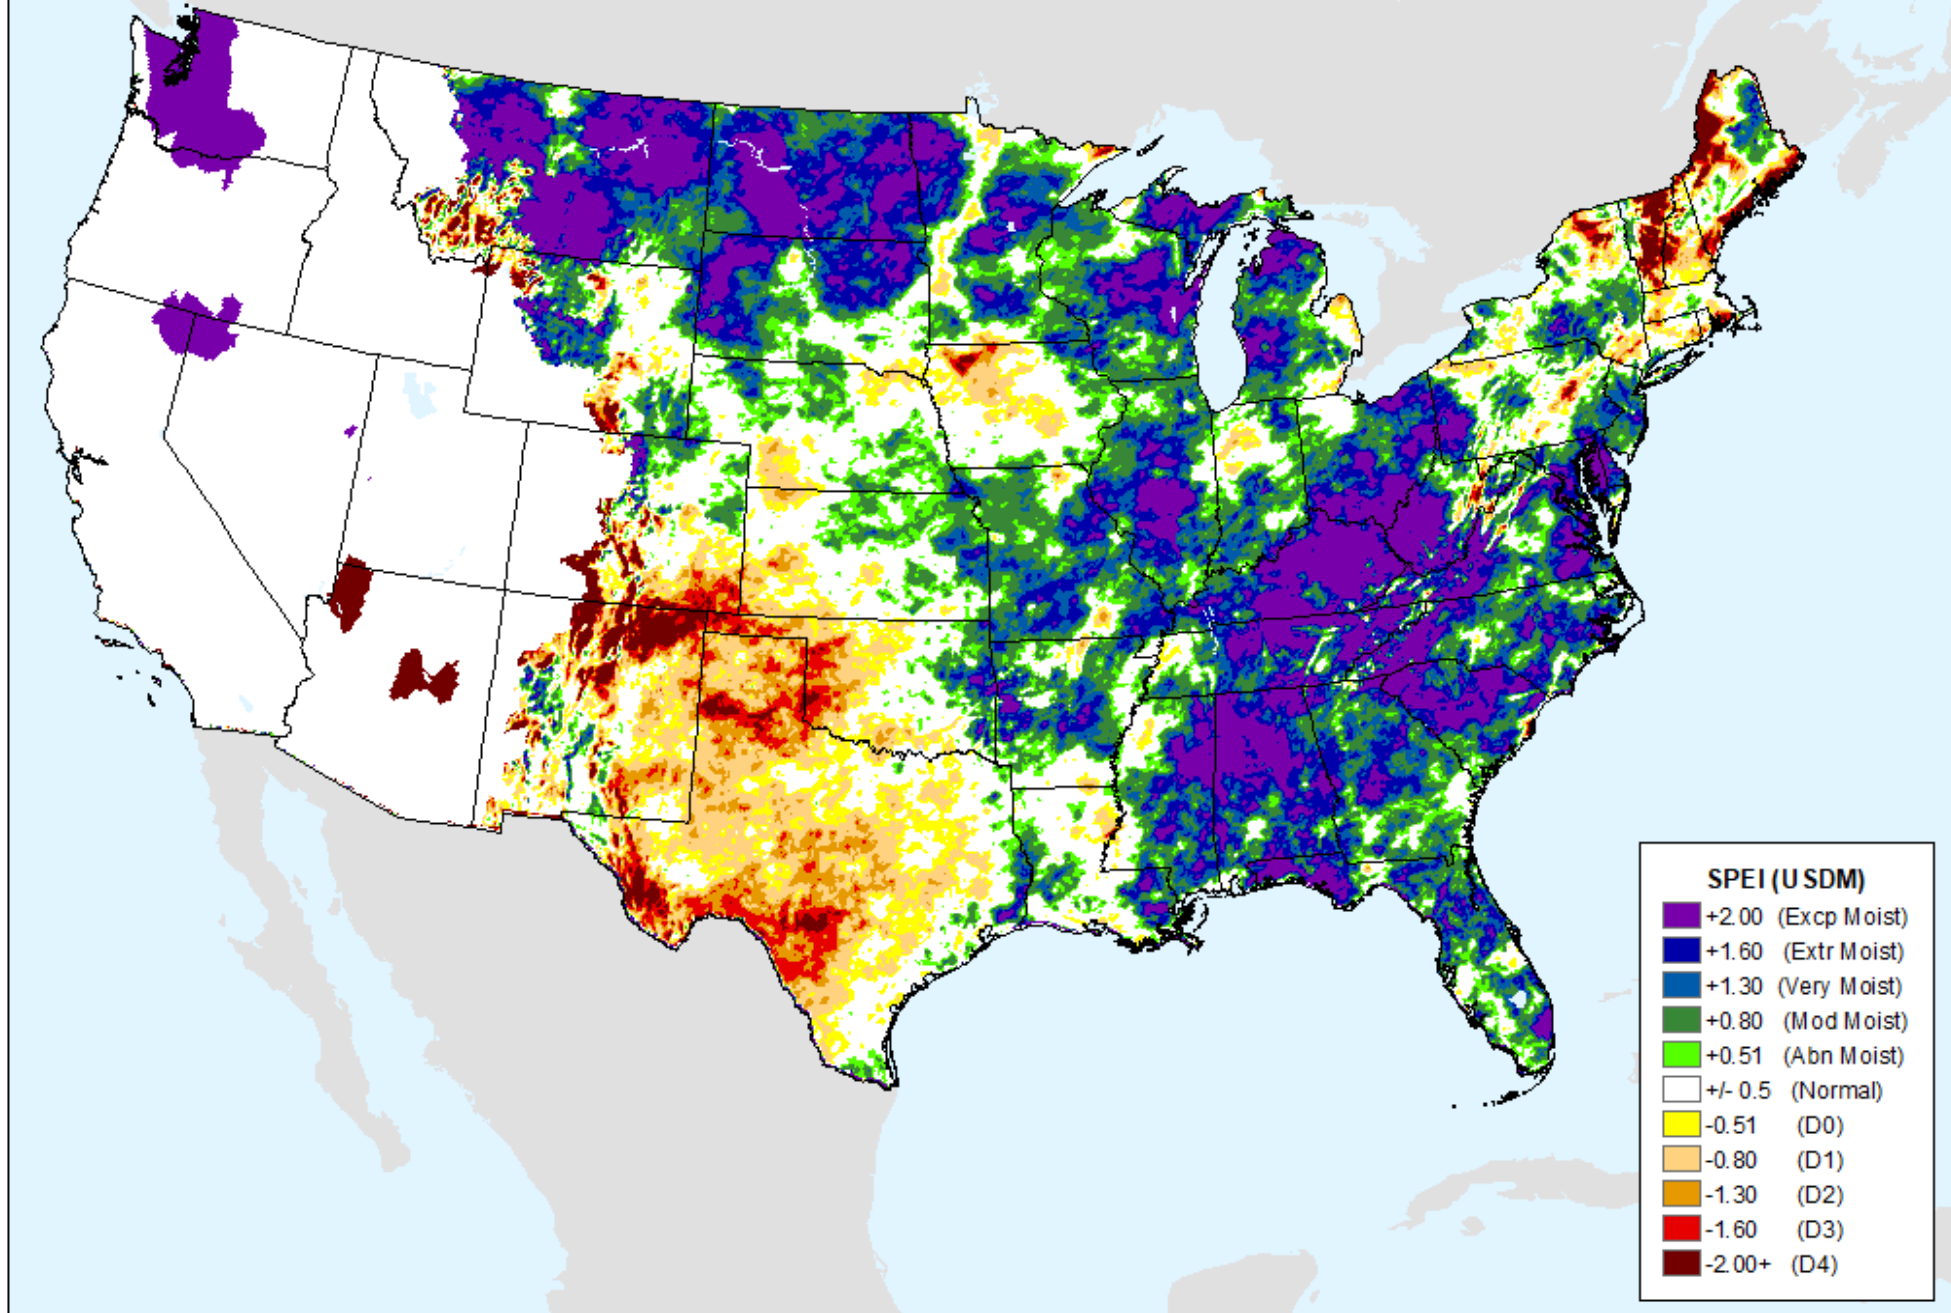 SPEI (USDM)
+2.00 (Excp Moist)
+1.60 (Extr Moist)
+1.30 (Very Moist)
+0.80 (Mod Moist)
+0.51 (Abn Moist)
+/- 0.5 (Normal)
-0.51 (D0)
-0.80 (D1)
-1.30 (D2)
-1.60 (D3)
-2.00+ (D4)